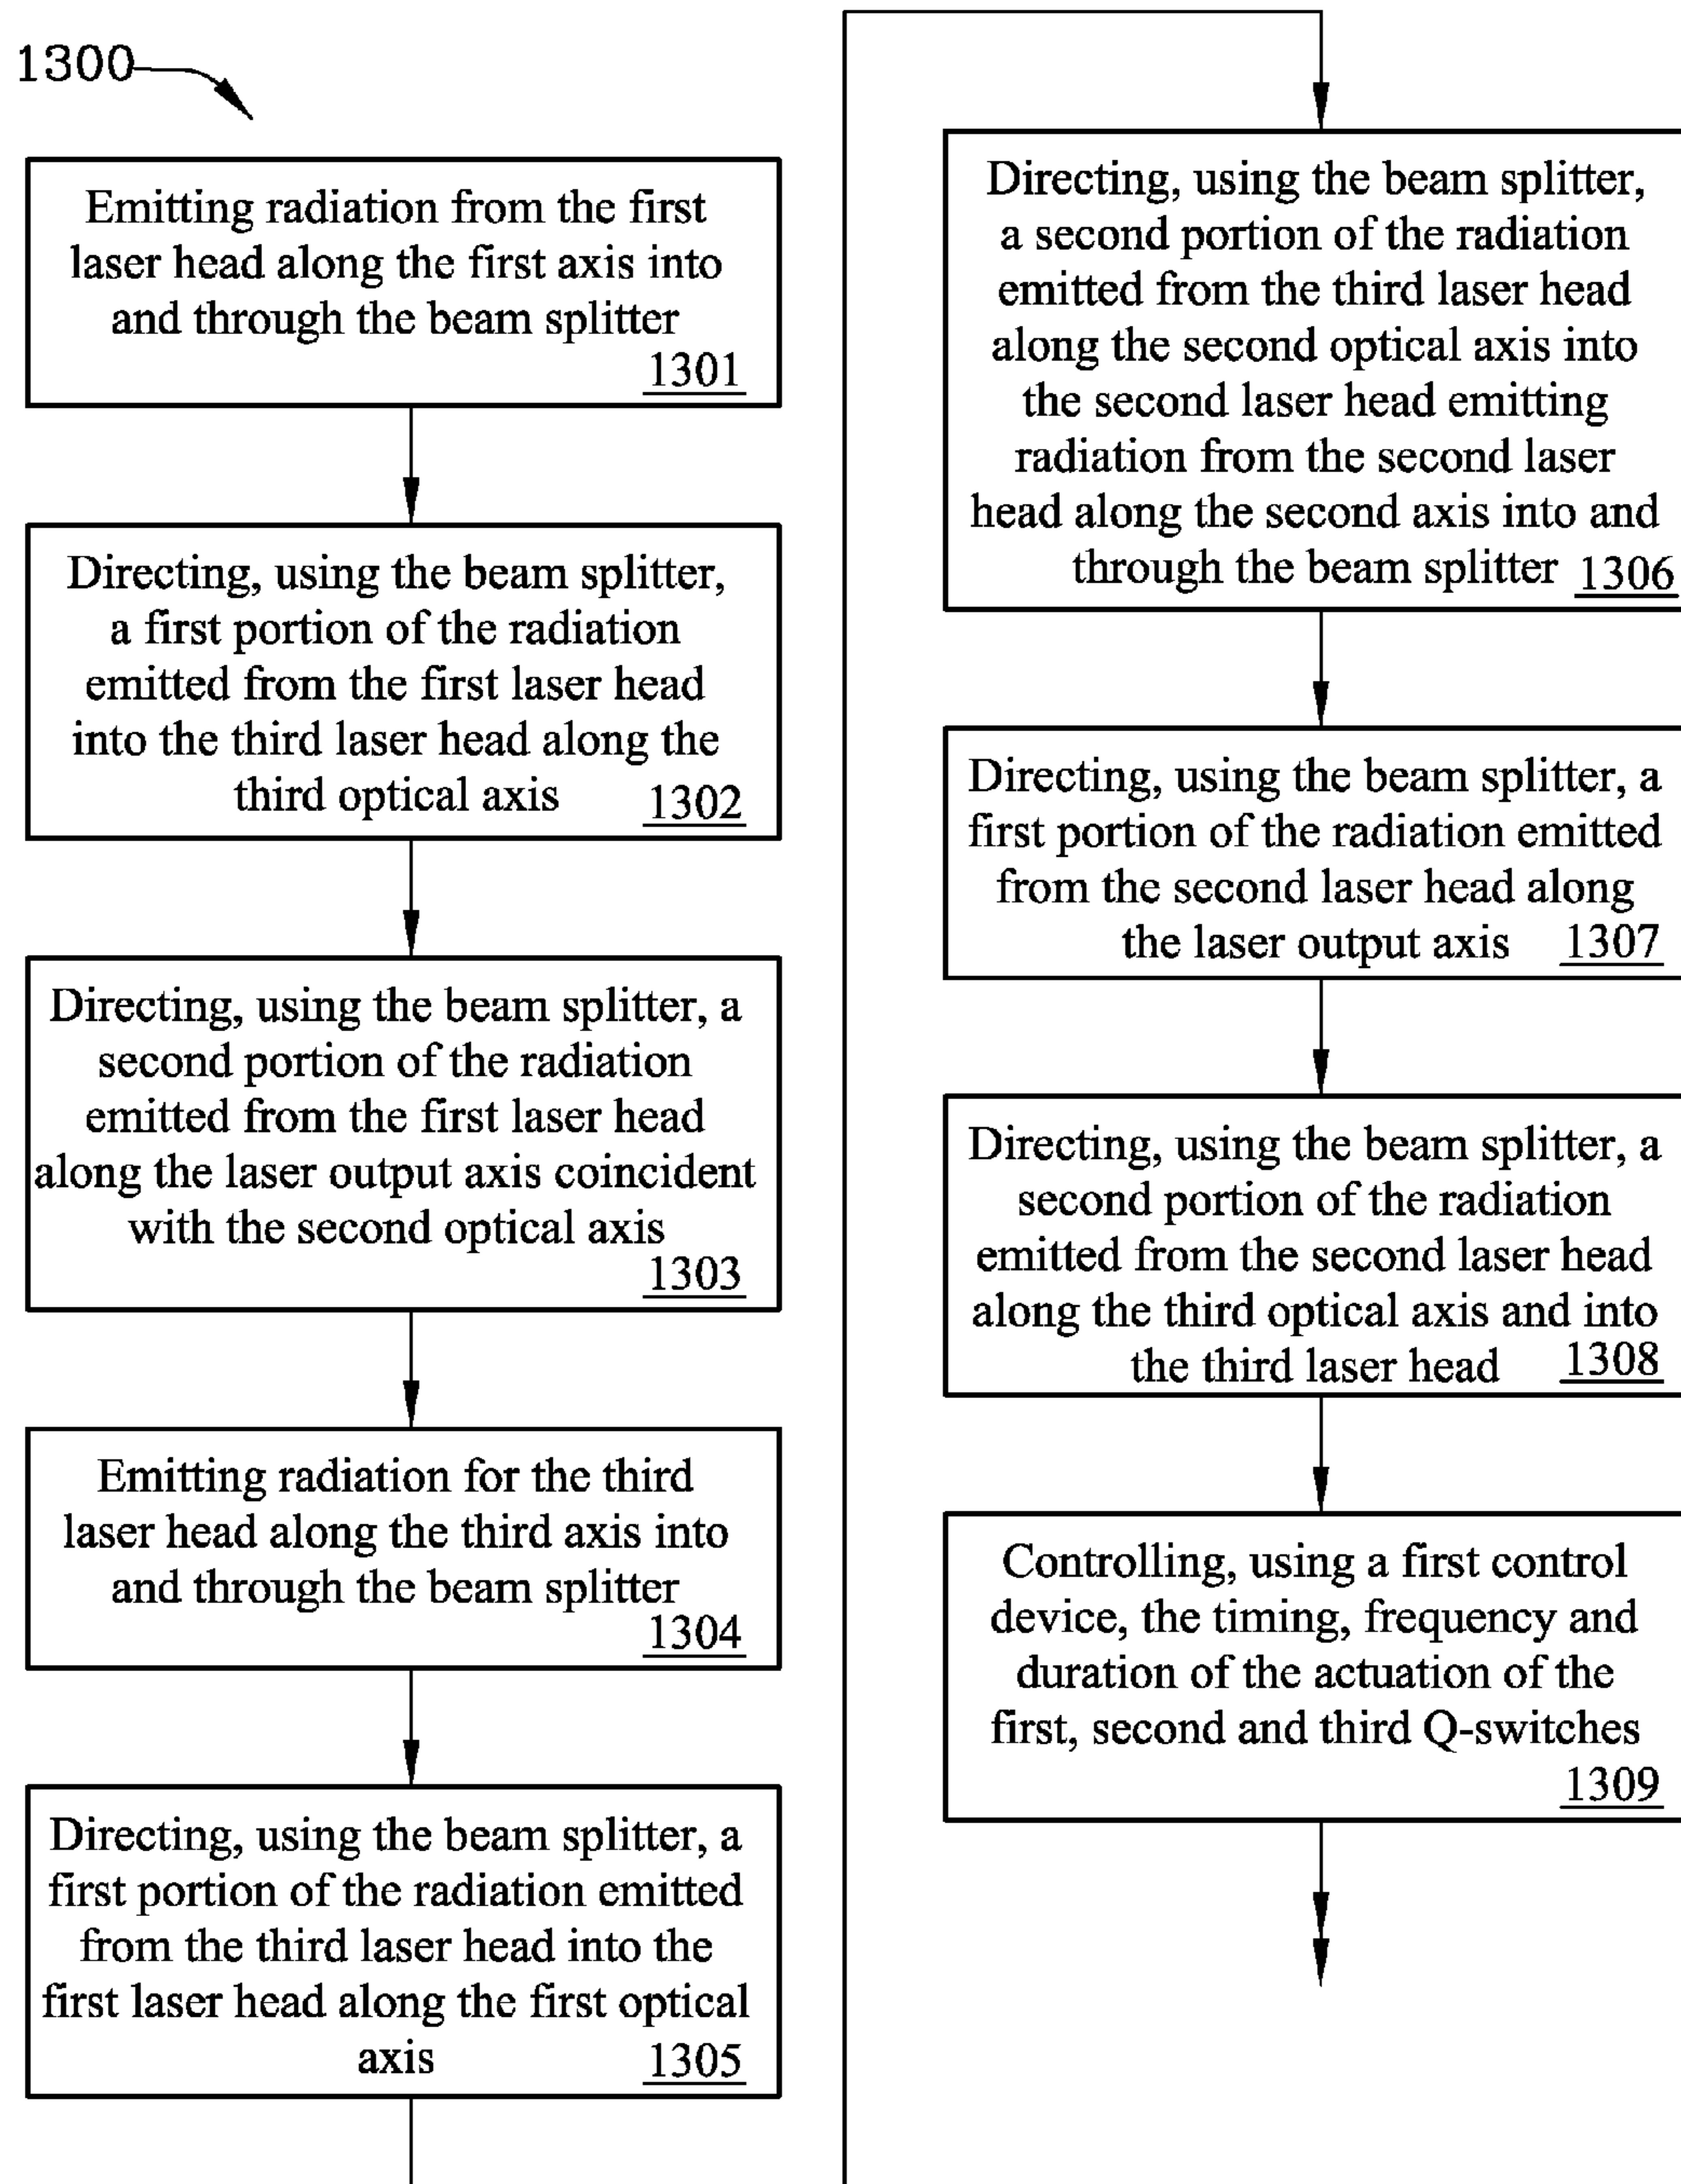 1300
Emitting radiation from the first
laser head along the first axis into
and through the beam splitter
1301
Directing, using the beam splitter,
a first portion of the radiation
emitted from the first laser head
into the third laser head along the
third optical axis 1302
Directing, using the beam splitter, a
second portion of the radiation
emitted from the first laser head
along the laser output axis coincident
with the second optical axis
1303
Emitting radiation for the third
laser head along the third axis into
and through the beam splitter
1304
Directing, using the beam splitter, a
first portion of the radiation emitted
from the third laser head into the
first laser head along the first optical
axis 1305
Directing, using the beam splitter,
a second portion of the radiation
emitted from the third laser head
along the second optical axis into
the second laser head emitting
radiation from the second laser
head along the second axis into and
through the beam splitter 1306
Directing, using the beam splitter, a
first portion of the radiation emitted
from the second laser head along
the laser output axis 1307
Directing, using the beam splitter, a
second portion of the radiation
emitted from the second laser head
along the third optical axis and into
the third laser head 1308
Controlling, using a first control
device, the timing, frequency and
duration of the actuation of the
first, second and third Q-switches
1309